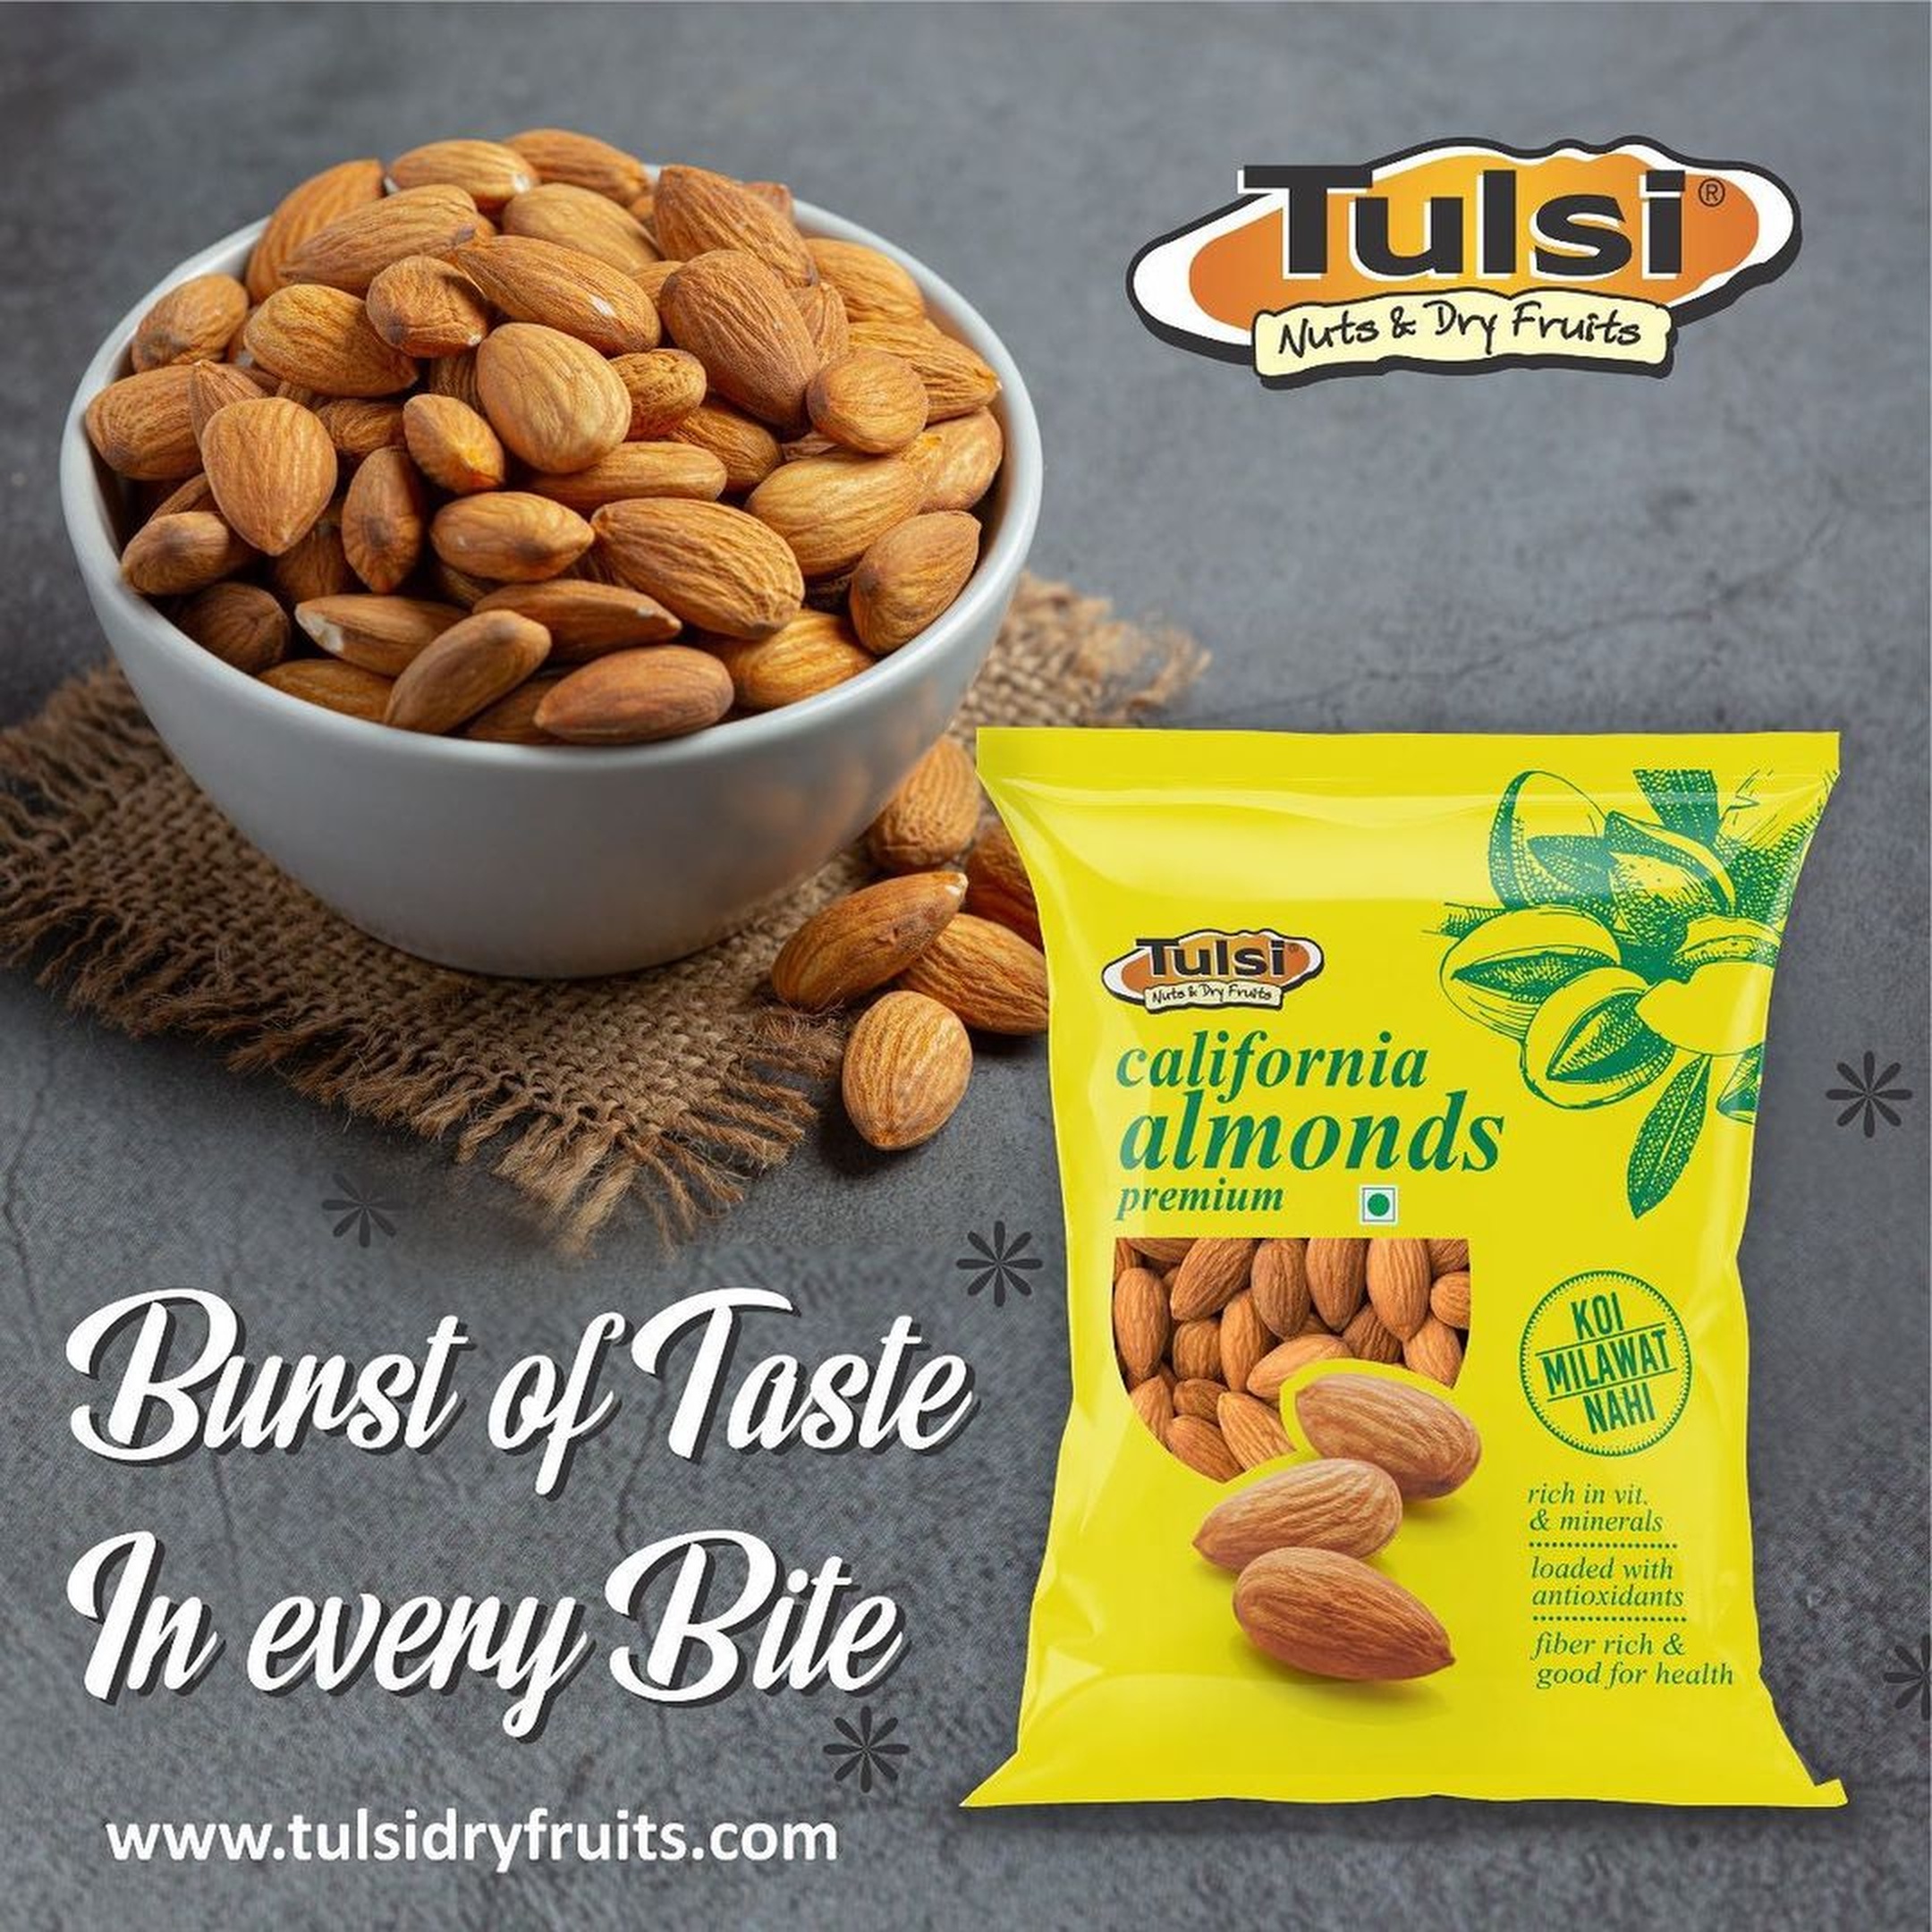 Tulsi®
Nuts & Dry Fruits
Tulsi®
Nuts & Dry Fruits
california
almonds
premium
KOI
MILAWAT
NAHI
rich in vit.
& minerals
loaded with
antioxidants
fiber rich &
good for health
Burst of Taste
In every Bite
www.tulsidryfruits.com